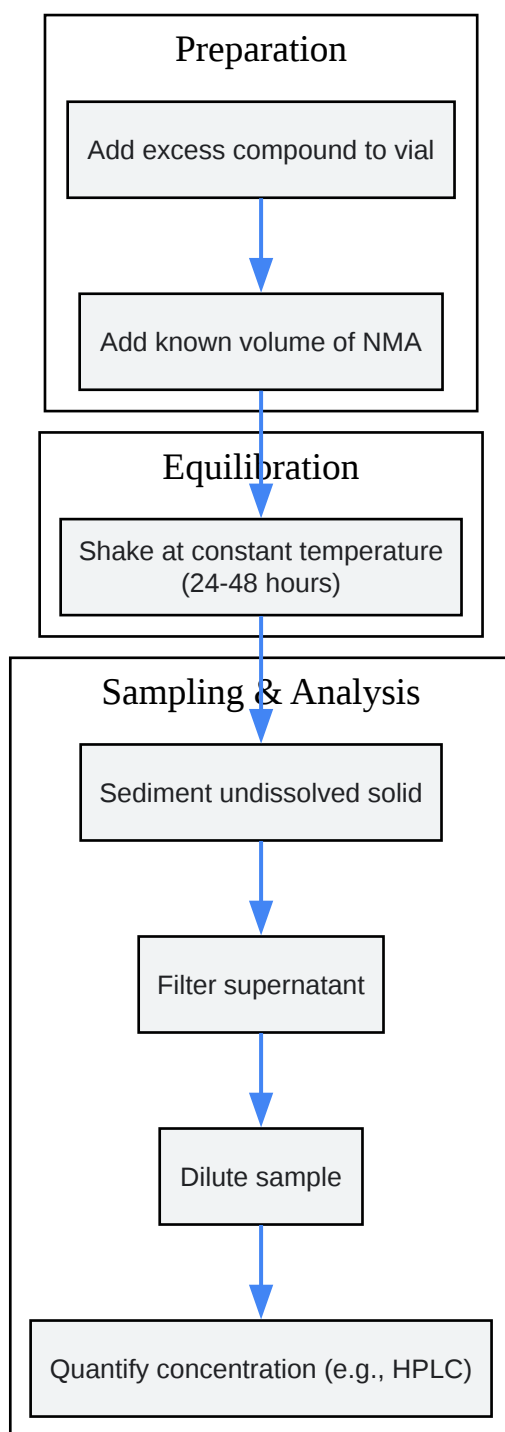 Preparation
Add excess compound to vial
Add known volume of NMA
Equilibration
Shake at constant temperature
(24-48 hours)
Sampling & Analysis
Sediment undissolved solid
Filter supernatant
Dilute sample
Quantify concentration (e.g., HPLC)